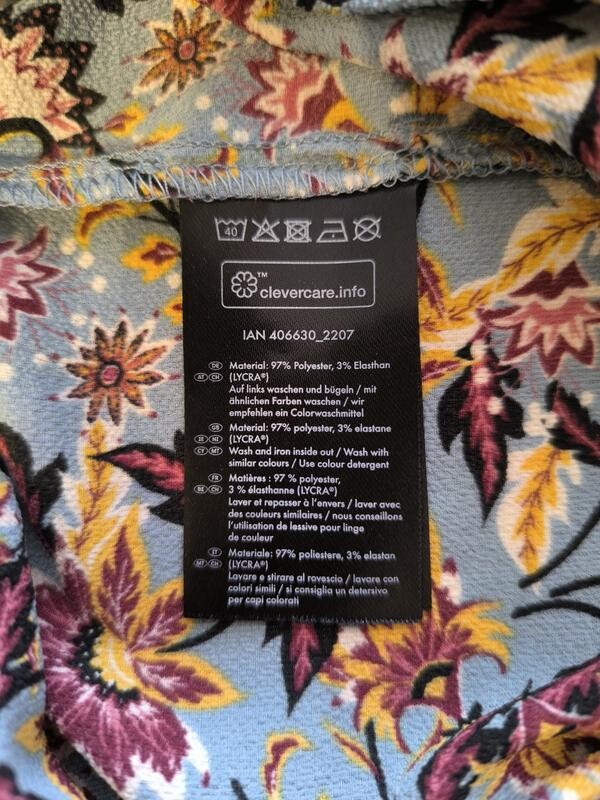 40
™
clevercare.info
IAN 406630_2207
DE Material: 97% Polyester, 3% Elasthan
AT CH (LYCRA®)
Auf links waschen und bügeln / mit
ähnlichen Farben waschen / wir
empfehlen ein Colorwaschmittel
GB Material: 97% polyester, 3% elastane
IE NI (LYCRA®)
CY MT Wash and iron inside out / Wash with
similar colours / Use colour detergent
FR Matières : 97 % polyester,
BE CH 3 % élasthanne (LYCRA®)
Laver et repasser à l'envers / laver avec
des couleurs similaires / nous conseillons
l'utilisation de lessive pour linge
de couleur
IT Materiale: 97% poliestere, 3% elastan
MT CH (LYCRA®)
Lavare e stirare al rovescio / lavare con
colori simili / si consiglia un detersivo
per capi colorati